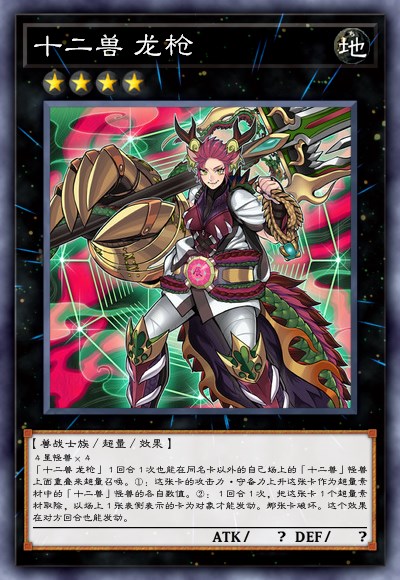 十二兽 龙枪
地
【兽战士族／超量／效果】
４星怪兽×４
「十二兽 龙枪」１回合１次也能在同名卡以外的自己场上的「十二兽」怪兽
上面重叠来超量召唤。①：这张卡的攻击力·守备力上升这张卡作为超量素
材中的「十二兽」怪兽的各自数值。②：１回合１次，把这张卡１个超量素
材取除，以场上１张表侧表示的卡为对象才能发动。那张卡破坏。这个效果
在对方回合也能发动。
ATK/ ? DEF/ ?